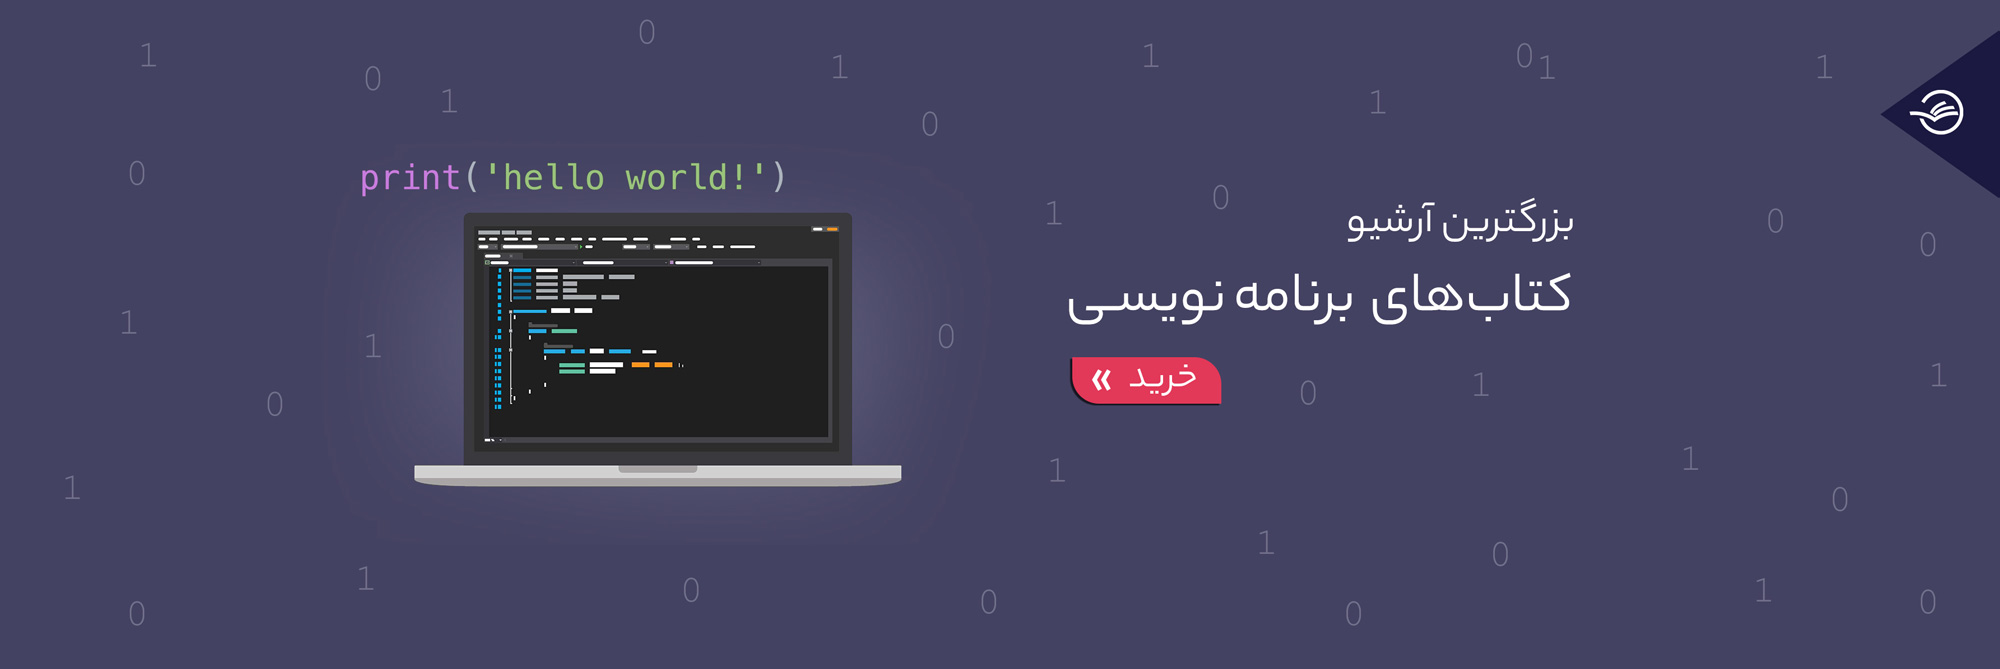 print('hello world!')
بزرگترین آرشیو
کتاب‌های برنامه نویسی
خرید »